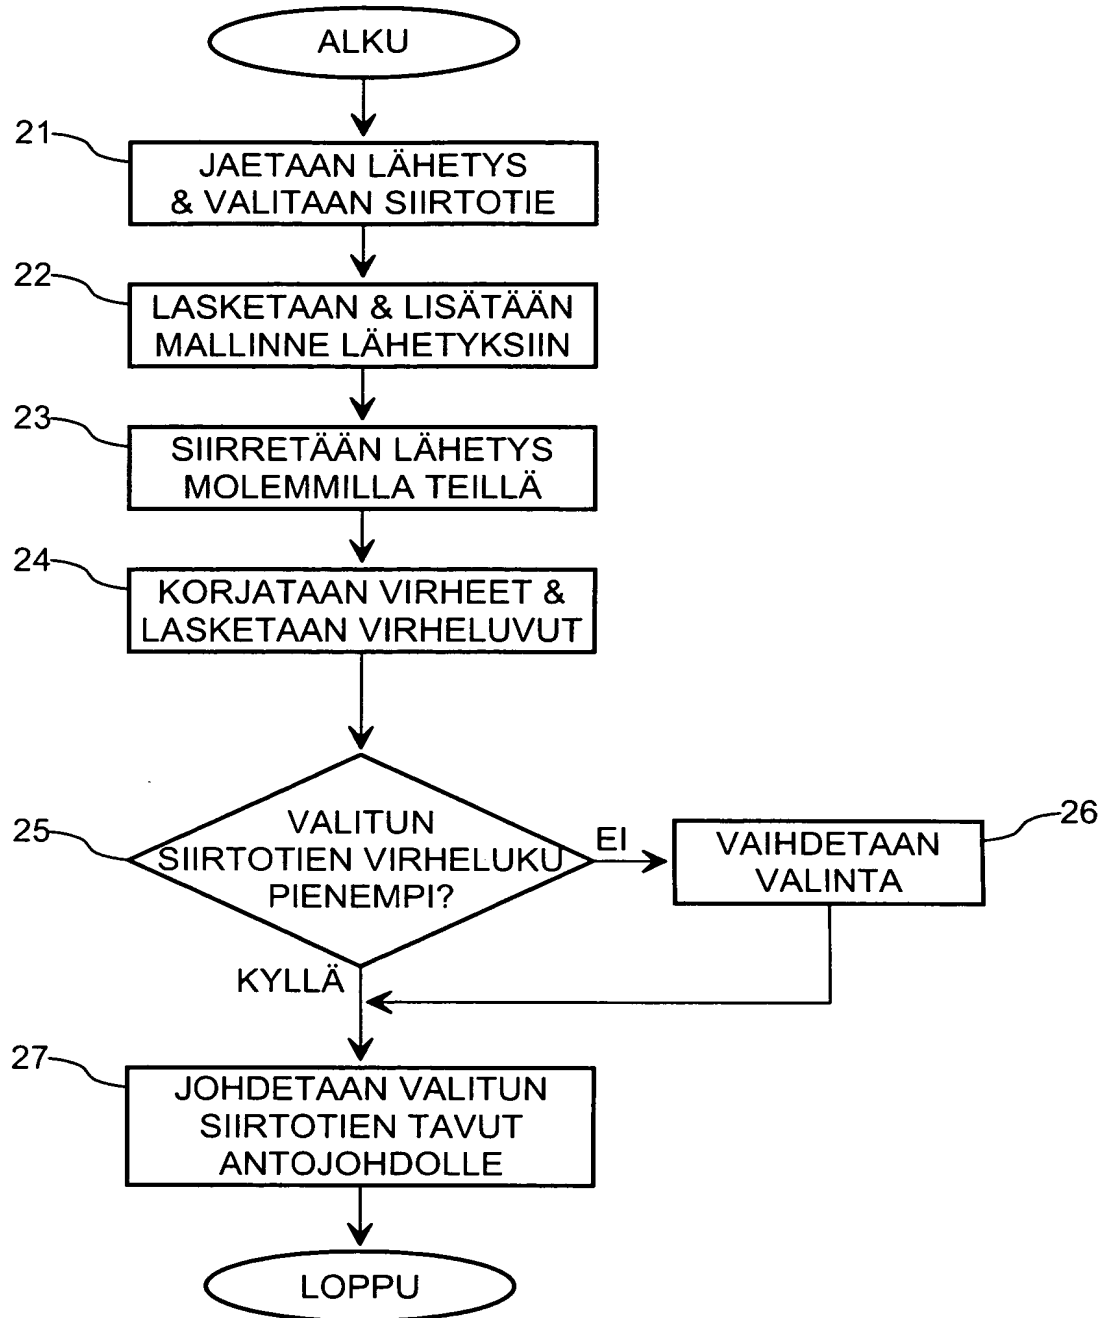 ALKU
21
JAETAAN LÄHETYS
& VALITAAN SIIRTOTIE
22
LASKETAAN & LISÄTÄÄN
MALLINNE LÄHETYKSIIN
23
SIIRRETÄÄN LÄHETYS
MOLEMMILLA TEILLÄ
24
KORJATAAN VIRHEET &
LASKETAAN VIRHELUVUT
25
VALITUN
SIIRTOTIEN VIRHELUKU
PIENEMPI?
EI
26
VAIHDETAAN
VALINTA
KYLLÄ
27
JOHDETAAN VALITUN
SIIRTOTIEN TAVUT
ANTOJOHDOLLE
LOPPU